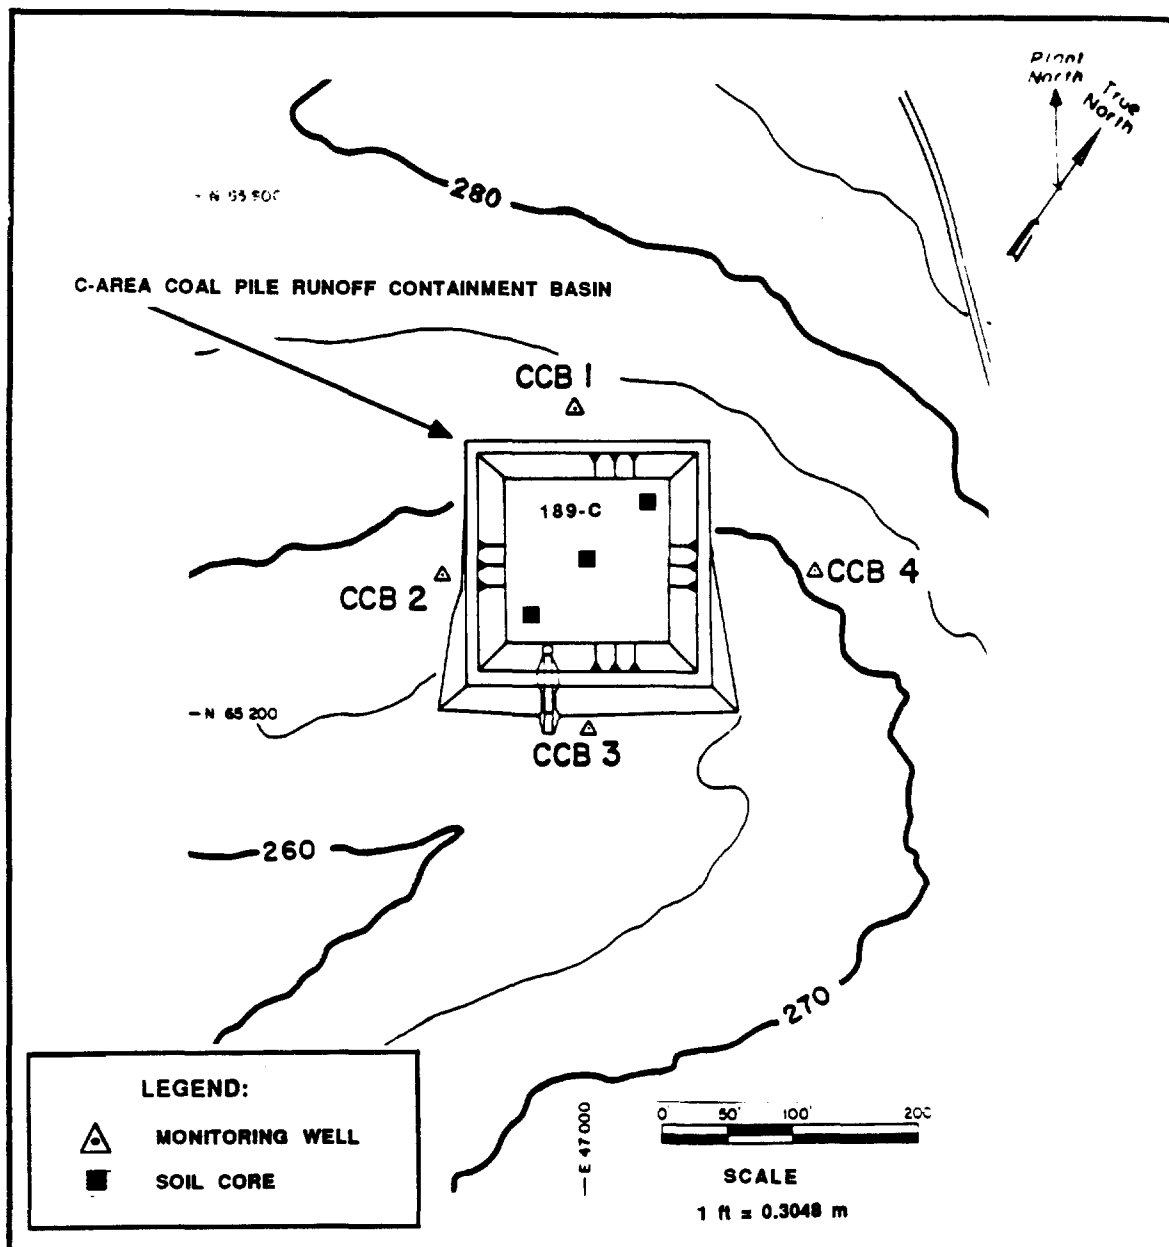 Plant
North
True
North
280
C-AREA COAL PILE RUNOFF CONTAINMENT BASIN
CCB 1
189-C
CCB 2
CCB 4
– N 65 200
CCB 3
260
270
LEGEND:
MONITORING WELL
SOIL CORE
– E 47 000
0' 50' 100' 200
SCALE
1 ft = 0.3048 m